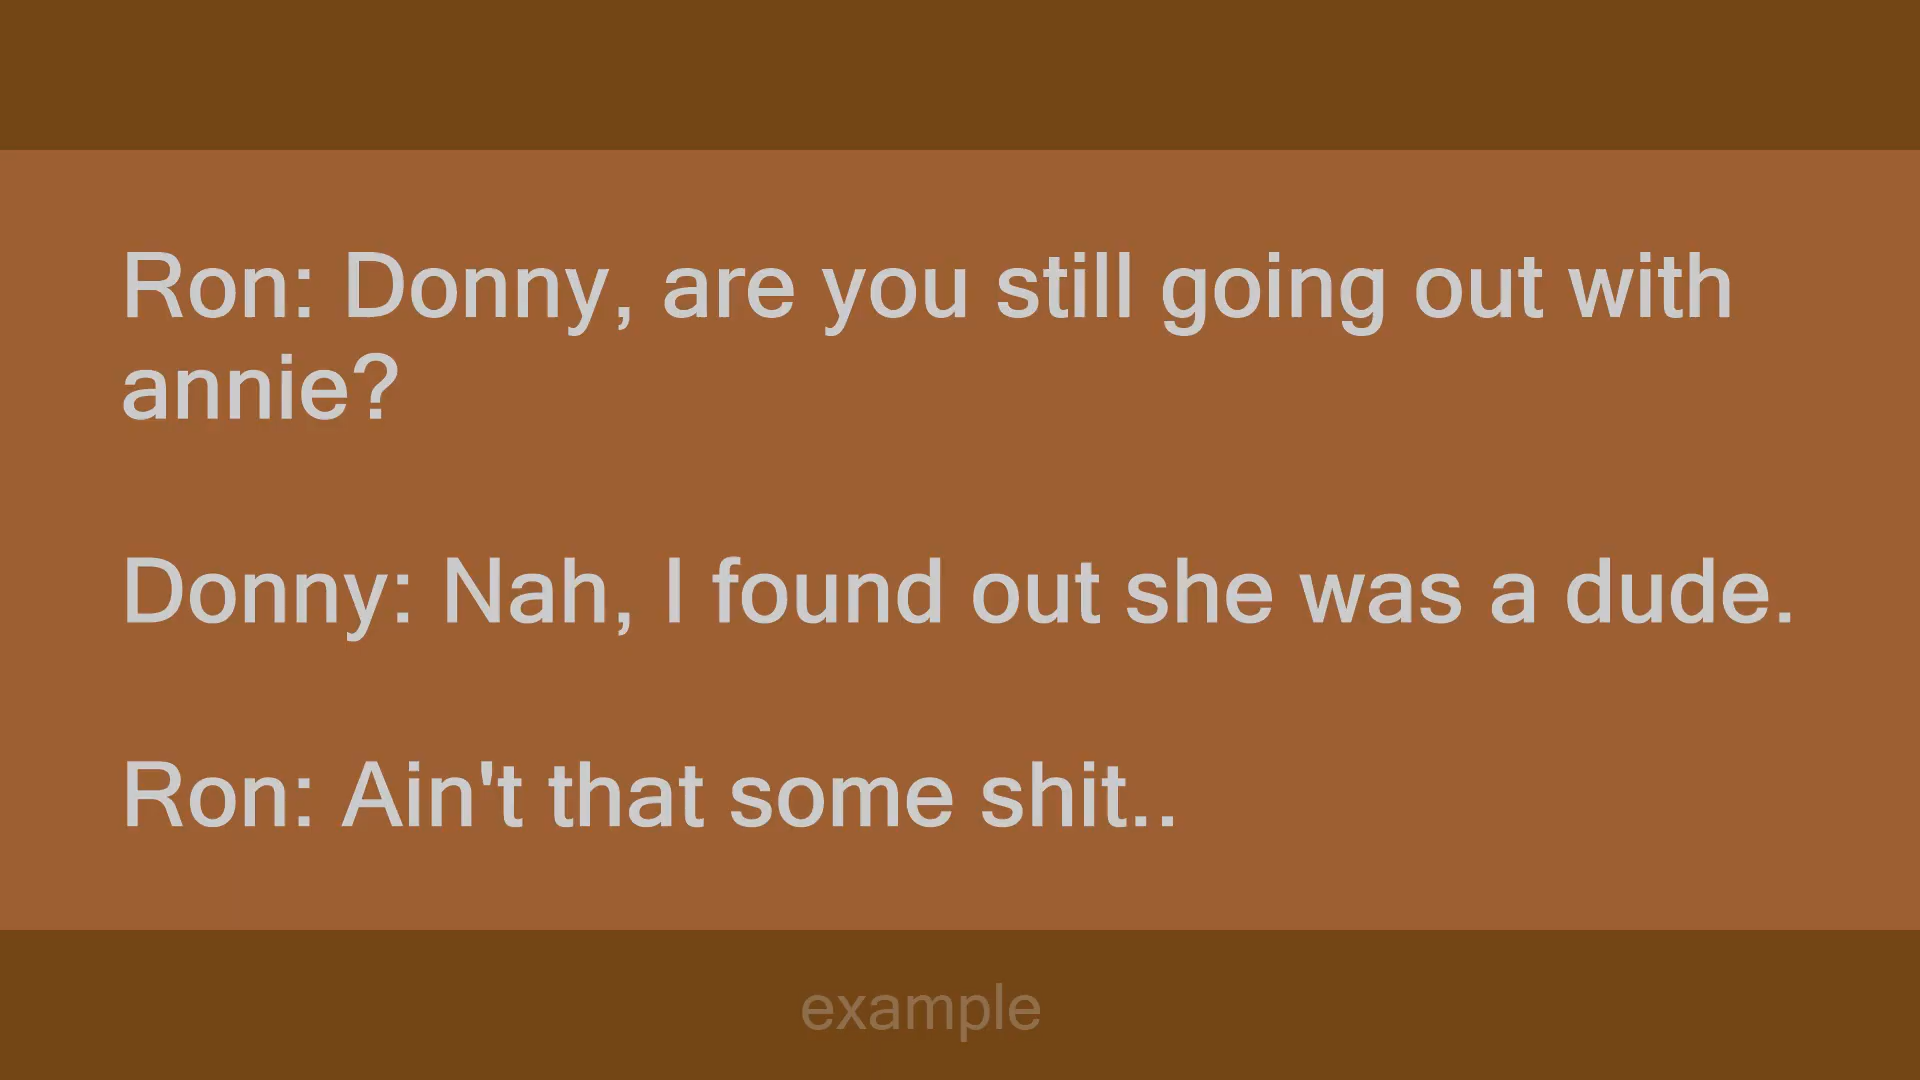 Ron: Donny, are you still going out with
annie?
Donny: Nah, I found out she was a dude.
Ron: Ain't that some shit..
example